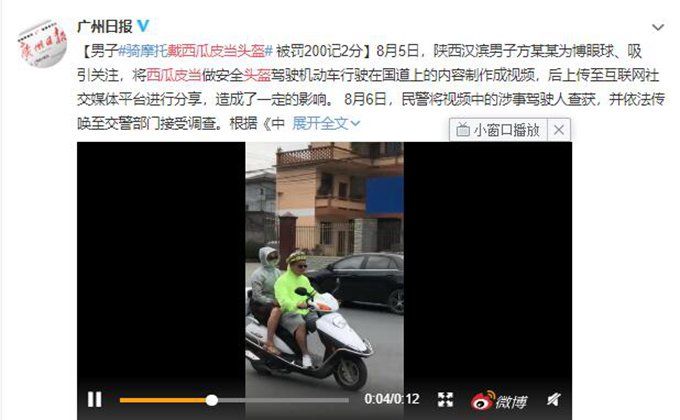 广州日报
【男子#骑摩托戴西瓜皮当头盔# 被罚200记2分】8月5日，陕西汉滨男子方某某为博眼球、吸
引关注，将西瓜皮当做安全头盔驾驶机动车行驶在国道上的内容制作成视频，后上传至互联网社
交媒体平台进行分享，造成了一定的影响。 8月6日，民警将视频中的涉事驾驶人查获，并依法传
唤至交警部门接受调查。根据《中 展开全文
小窗口播放
0:04/0:12
微博